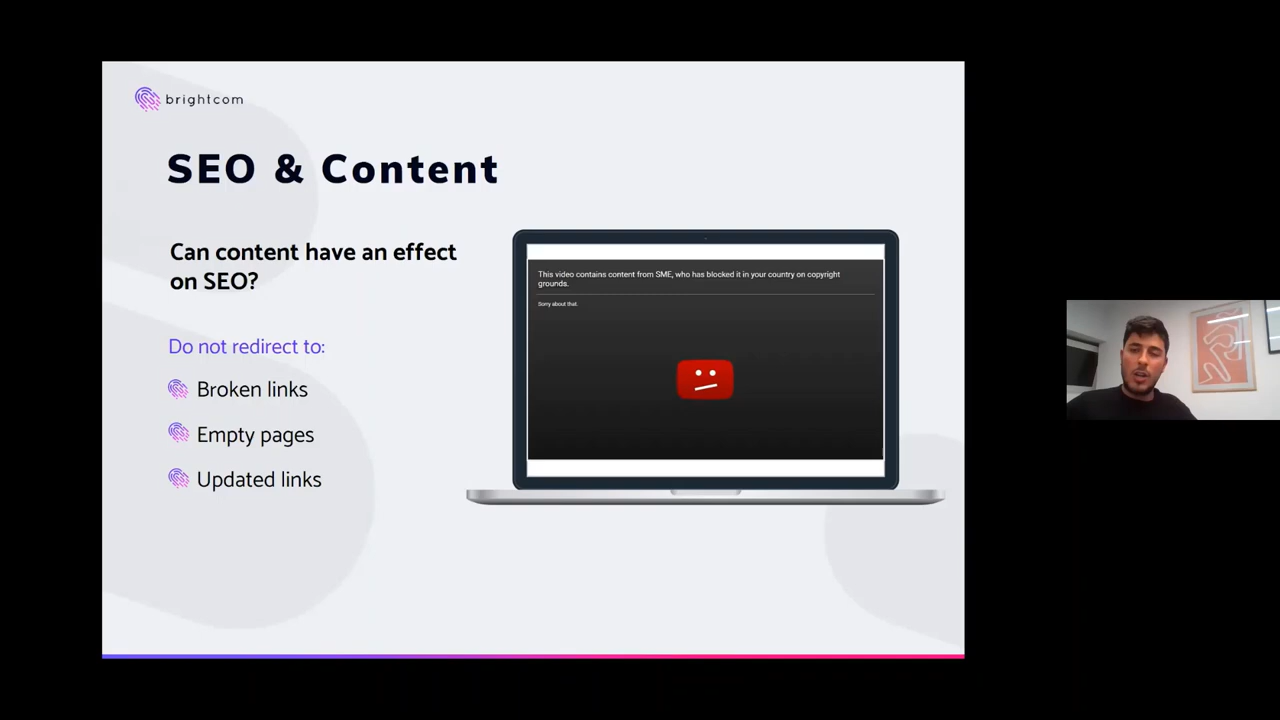 brightcom
SEO & Content
Can content have an effect
on SEO?
Do not redirect to:
Broken links
Empty pages
Updated links
This video contains content from SME, who has blocked it in your country on copyright
grounds.
Sorry about that.